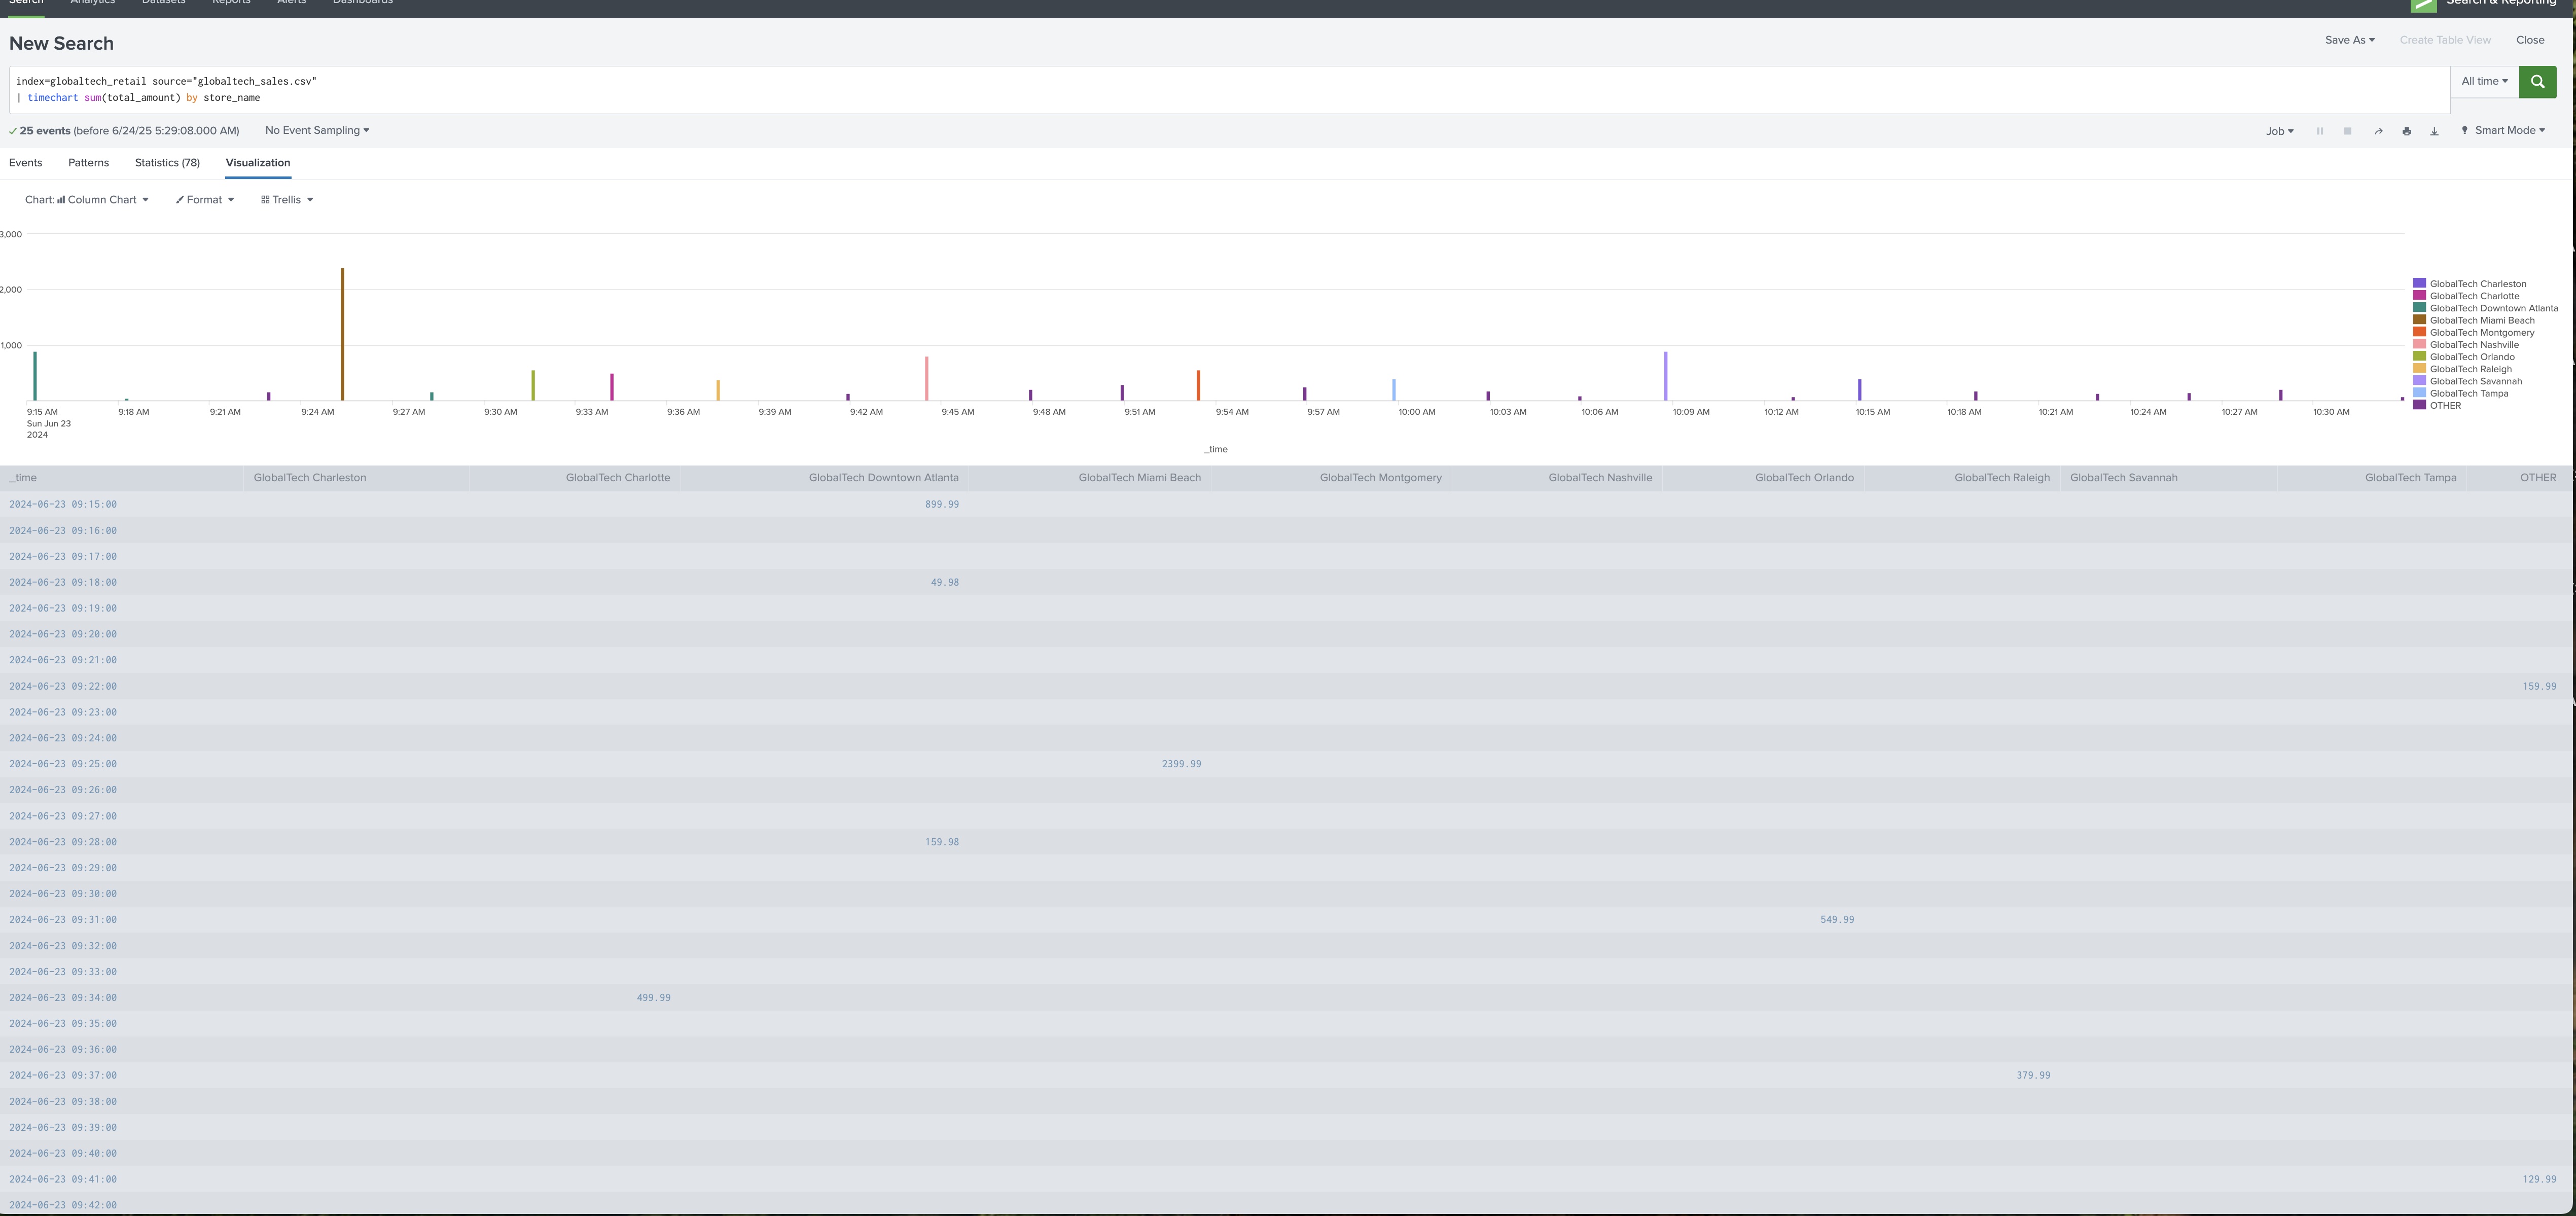 Search Analytics Datasets Reports Alerts Dashboards Search & Reporting
New Search
Save As Create Table View Close
index=globaltech_retail source="globaltech_sales.csv"
| timechart sum(total_amount) by store_name
All time
25 events (before 6/24/25 5:29:08.000 AM) No Event Sampling
Job Smart Mode
Events Patterns Statistics (78) Visualization
Chart: Column Chart Format Trellis
3,000
2,000
1,000
9:15 AM 9:18 AM 9:21 AM 9:24 AM 9:27 AM 9:30 AM 9:33 AM 9:36 AM 9:39 AM 9:42 AM 9:45 AM 9:48 AM 9:51 AM 9:54 AM 9:57 AM 10:00 AM 10:03 AM 10:06 AM 10:09 AM 10:12 AM 10:15 AM 10:18 AM 10:21 AM 10:24 AM 10:27 AM 10:30 AM
Sun Jun 23
2024
_time
GlobalTech Charleston
GlobalTech Charlotte
GlobalTech Downtown Atlanta
GlobalTech Miami Beach
GlobalTech Montgomery
GlobalTech Nashville
GlobalTech Orlando
GlobalTech Raleigh
GlobalTech Savannah
GlobalTech Tampa
OTHER
_time GlobalTech Charleston GlobalTech Charlotte GlobalTech Downtown Atlanta GlobalTech Miami Beach GlobalTech Montgomery GlobalTech Nashville GlobalTech Orlando GlobalTech Raleigh GlobalTech Savannah GlobalTech Tampa OTHER
2024-06-23 09:15:00 899.99
2024-06-23 09:16:00
2024-06-23 09:17:00
2024-06-23 09:18:00 49.98
2024-06-23 09:19:00
2024-06-23 09:20:00
2024-06-23 09:21:00
2024-06-23 09:22:00 159.99
2024-06-23 09:23:00
2024-06-23 09:24:00
2024-06-23 09:25:00 2399.99
2024-06-23 09:26:00
2024-06-23 09:27:00
2024-06-23 09:28:00 159.98
2024-06-23 09:29:00
2024-06-23 09:30:00
2024-06-23 09:31:00 549.99
2024-06-23 09:32:00
2024-06-23 09:33:00
2024-06-23 09:34:00 499.99
2024-06-23 09:35:00
2024-06-23 09:36:00
2024-06-23 09:37:00 379.99
2024-06-23 09:38:00
2024-06-23 09:39:00
2024-06-23 09:40:00
2024-06-23 09:41:00 129.99
2024-06-23 09:42:00